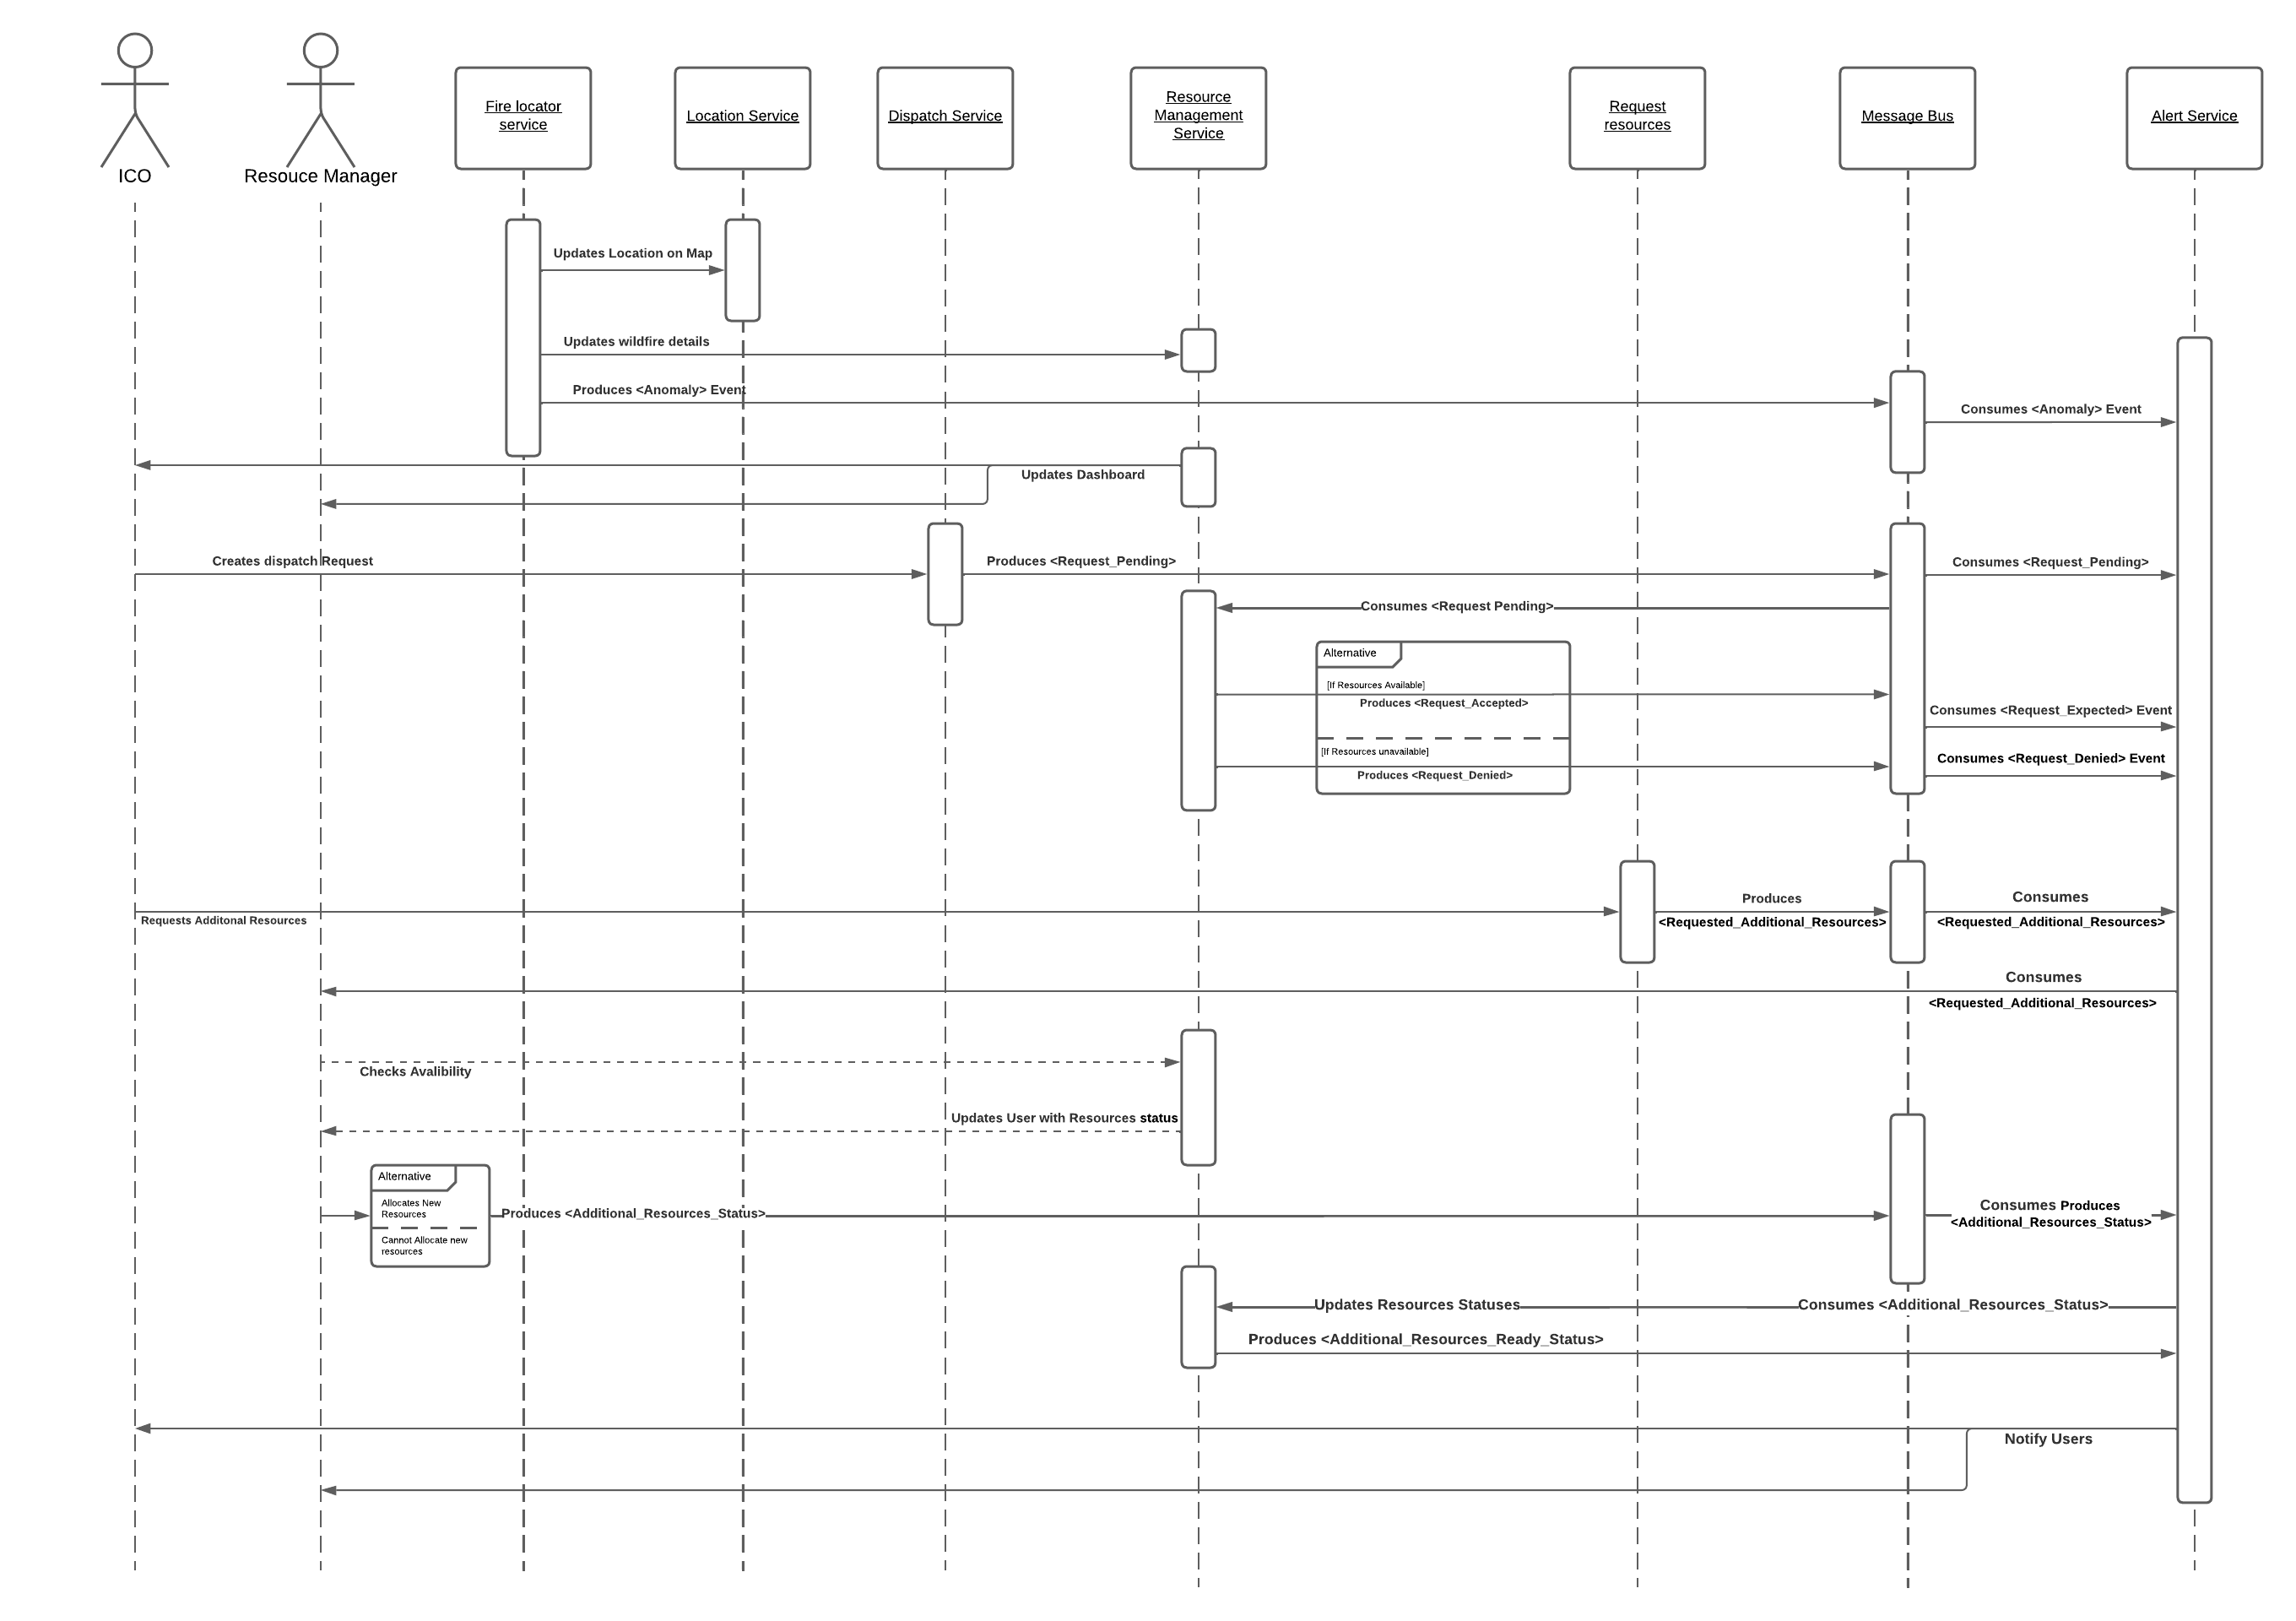 ICO
Resouce Manager
Fire locator
service
Location Service
Dispatch Service
Resource
Management
Service
Request
resources
Message Bus
Alert Service
Updates Location on Map
Updates wildfire details
Produces <Anomaly> Event
Consumes <Anomaly> Event
Updates Dashboard
Creates dispatch Request
Produces <Request_Pending>
Consumes <Request_Pending>
Consumes <Request Pending>
Alternative
[If Resources Available]
Produces <Request_Accepted>
Consumes <Request_Expected> Event
[If Resources unavailable]
Produces <Request_Denied>
Consumes <Request_Denied> Event
Requests Additonal Resources
Produces
<Requested_Additional_Resources>
Consumes
<Requested_Additional_Resources>
Consumes
<Requested_Additional_Resources>
Checks Avalibility
Updates User with Resources status
Alternative
Allocates New
Resources
Cannot Allocate new
resources
Produces <Additional_Resources_Status>
Consumes Produces
<Additional_Resources_Status>
Updates Resources Statuses
Consumes <Additional_Resources_Status>
Produces <Additional_Resources_Ready_Status>
Notify Users